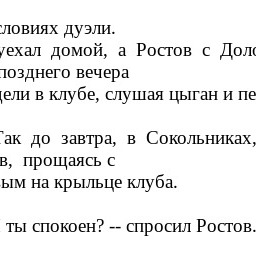 словиях дуэли.
уехал домой, а Ростов с Доло
позднего вечера
дели в клубе, слушая цыган и пе
Так до завтра, в Сокольниках,
в, прощаясь с
вым на крыльце клуба.
ты спокоен? -- спросил Ростов.